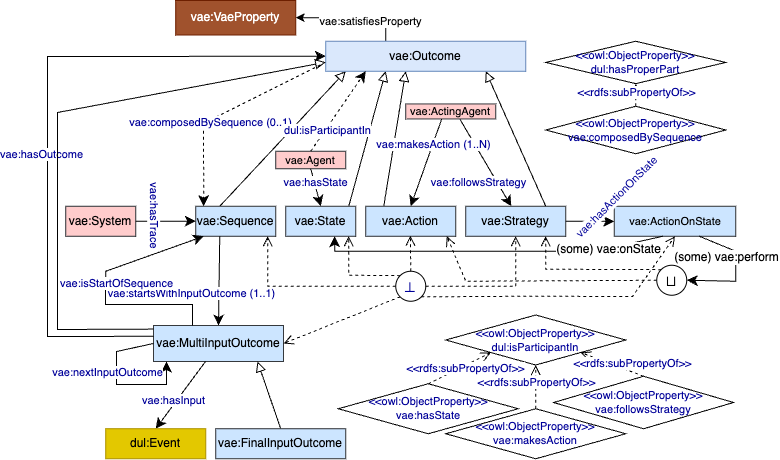 vae:VaeProperty
vae:satisfiesProperty
vae:Outcome
<<owl:ObjectProperty>>
dul:hasProperPart
<<rdfs:subPropertyOf>>
<<owl:ObjectProperty>>
vae:composedBySequence
vae:composedBySequence (0..1)
dul:isParticipantIn
vae:ActingAgent
vae:makesAction (1..N)
vae:hasOutcome
vae:Agent
vae:hasState
vae:followsStrategy
vae:hasActionOnState
vae:System
vae:hasTrace
vae:Sequence
vae:State
vae:Action
vae:Strategy
vae:ActionOnState
(some) vae:onState
(some) vae:perform
vae:isStartOfSequence
vae:startsWithInputOutcome (1..1)
⊥
⊔
vae:MultiInputOutcome
<<owl:ObjectProperty>>
dul:isParticipantIn
<<rdfs:subPropertyOf>>
<<rdfs:subPropertyOf>>
<<rdfs:subPropertyOf>>
vae:nextInputOutcome
vae:hasInput
<<owl:ObjectProperty>>
vae:hasState
<<owl:ObjectProperty>>
vae:followsStrategy
<<owl:ObjectProperty>>
vae:makesAction
dul:Event
vae:FinalInputOutcome